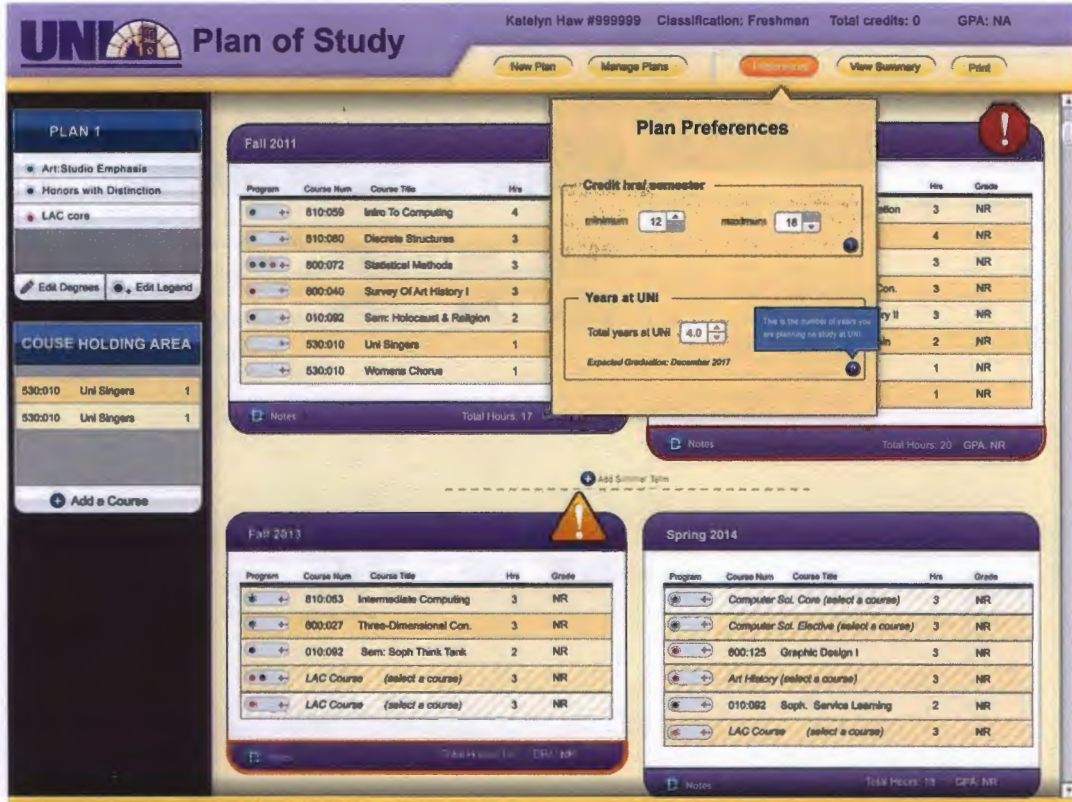 UNI Plan of Study
Katelyn Haw #999999 Classification: Freshman Total credits: 0 GPA: NA
New Plan Manage Plans Preferences View Summary Print
PLAN 1
Art:Studio Emphasis
Honors with Distinction
LAC core
Edit Degrees Edit Legend
COUSE HOLDING AREA
530:010 Uni Singers 1
530:010 Uni Singers 1
Add a Course
Fall 2011
Program Course Num Course Title Hrs
810:059 Intro To Computing 4
810:080 Discrete Structures 3
800:072 Statistical Methods 3
600:040 Survey Of Art History I 3
010:092 Sem: Holocaust & Religion 2
530:010 Uni Singers 1
530:010 Womens Chorus 1
Notes Total Hours: 17
Plan Preferences
Credit hrs/ semester
minimum 12 maximum 18
Years at UNI
Total years at UNI 4.0
This is the number of years you
are planning no study at UNI.
Expected Graduation: December 2017
Hrs Grade
3 NR
4 NR
3 NR
Con. 3 NR
ry II 3 NR
2 NR
1 NR
1 NR
Notes Total Hours: 20 GPA: NR
Add Summer Term
Fall 2013
Program Course Num Course Title Hrs Grade
810:063 Intermediate Computing 3 NR
600:027 Three-Dimensional Con. 3 NR
010:092 Sem: Soph Think Tank 2 NR
LAC Course (select a course) 3 NR
LAC Course (select a course) 3 NR
Spring 2014
Program Course Num Course Title Hrs Grade
Computer Sci. Core (select a course) 3 NR
Computer Sci. Elective (select a course) 3 NR
600:125 Graphic Design I 3 NR
Art History (select a course) 3 NR
010:092 Soph. Service Learning 2 NR
LAC Course (select a course) 3 NR
Notes Total Hours: GPA: NR